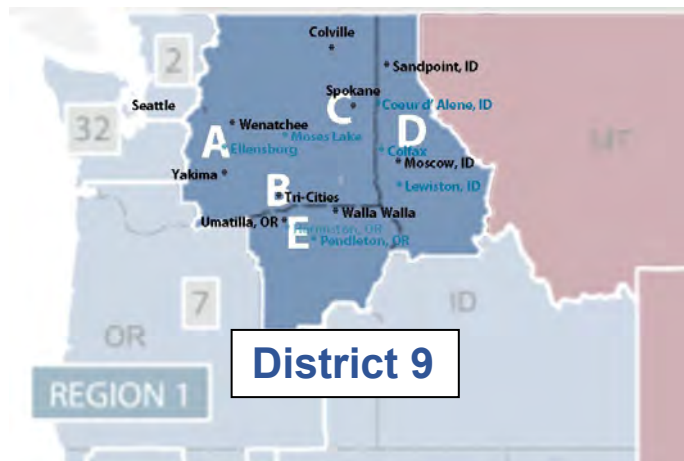 Colville
2
Sandpoint, ID
Spokane
Seattle
C
Coeur d' Alene, ID
32
Wenatchee
Moses Lake
D
MT
A
Ellensburg
Colfax
Yakima
Moscow, ID
B
Lewiston, ID
Tri-Cities
Walla Walla
Umatilla, OR
E
Hermiston, OR
Pendleton, OR
7
ID
OR
District 9
REGION 1